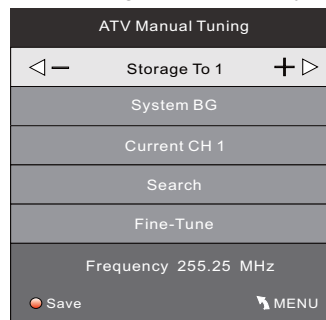 ATV Manual Tuning
Storage To 1
System BG
Current CH 1
Search
Fine-Tune
Frequency 255.25 MHz
Save MENU